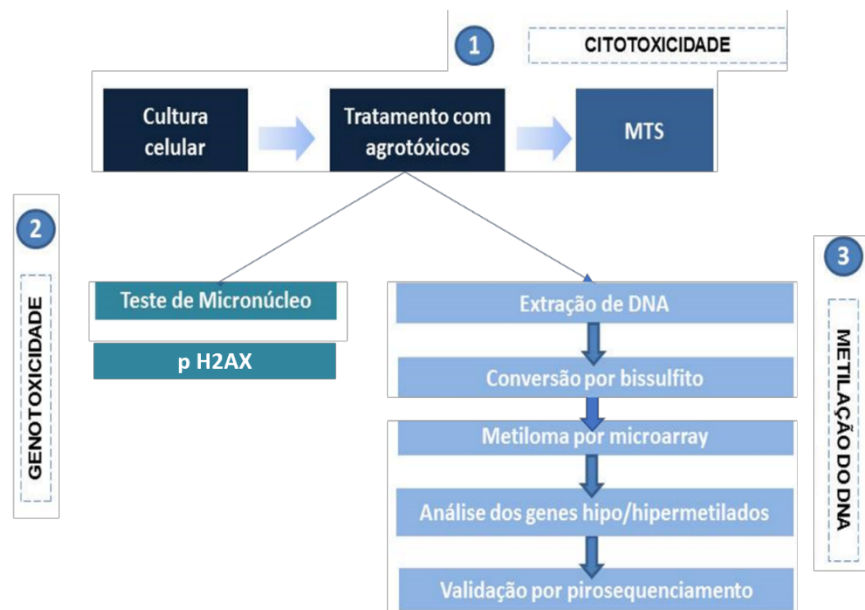 1
CITOTOXICIDADE
Cultura
celular
Tratamento com
agrotóxicos
MTS
2
GENOTOXICIDADE
Teste de Micronúcleo
p H2AX
3
METILAÇÃO DO DNA
Extração de DNA
Conversão por bissulfito
Metiloma por microarray
Análise dos genes hipo/hipermetilados
Validação por pirosequenciamento